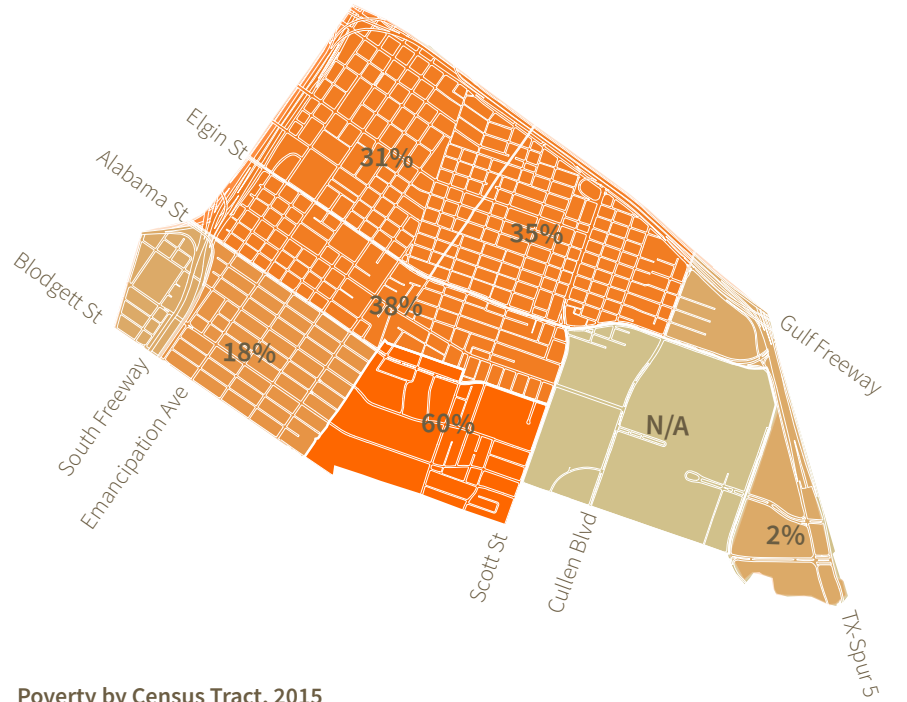 31%
Elgin St
Alabama St
35%
Blodgett St
38%
Gulf Freeway
18%
60%
N/A
South Freeway
Emancipation Ave
2%
Scott St
Cullen Blvd
TX-Spur 5
Poverty by Census Tract, 2015